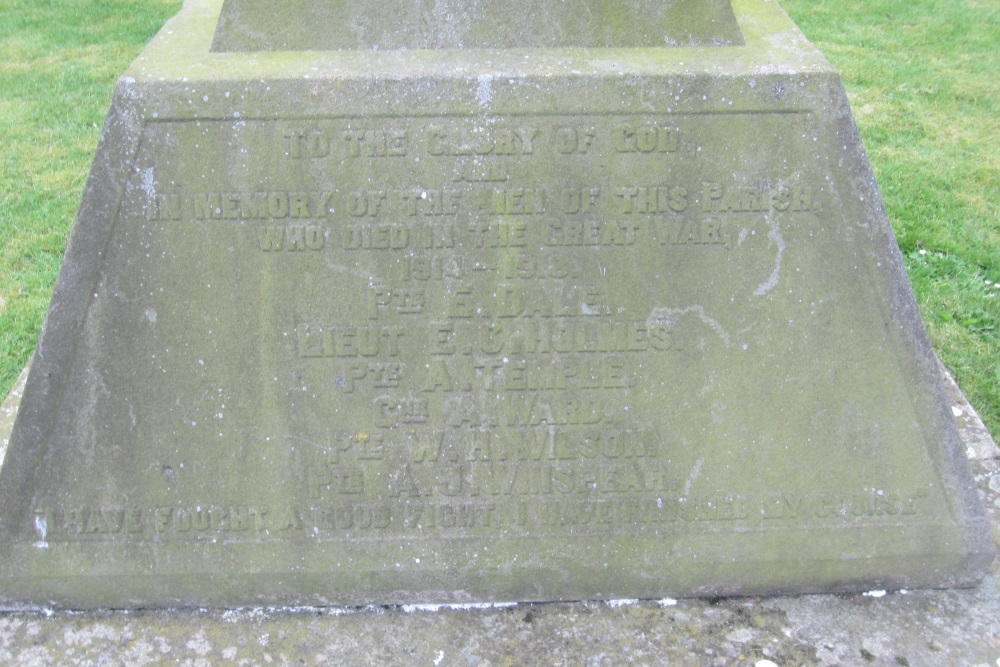 TO THE GLORY OF GOD
AND
IN MEMORY OF THE MEN OF THIS PARISH
WHO DIED IN THE GREAT WAR
1914-1918.
PTE E. DALE.
LIEUT E. C. HOLMES.
PTE A. TEMPLE.
GNR A. WARD.
PTE W. H. WILSON.
PTE A. J. WINSPEAR.
"I HAVE FOUGHT A GOOD FIGHT, I HAVE FINISHED MY COURSE"